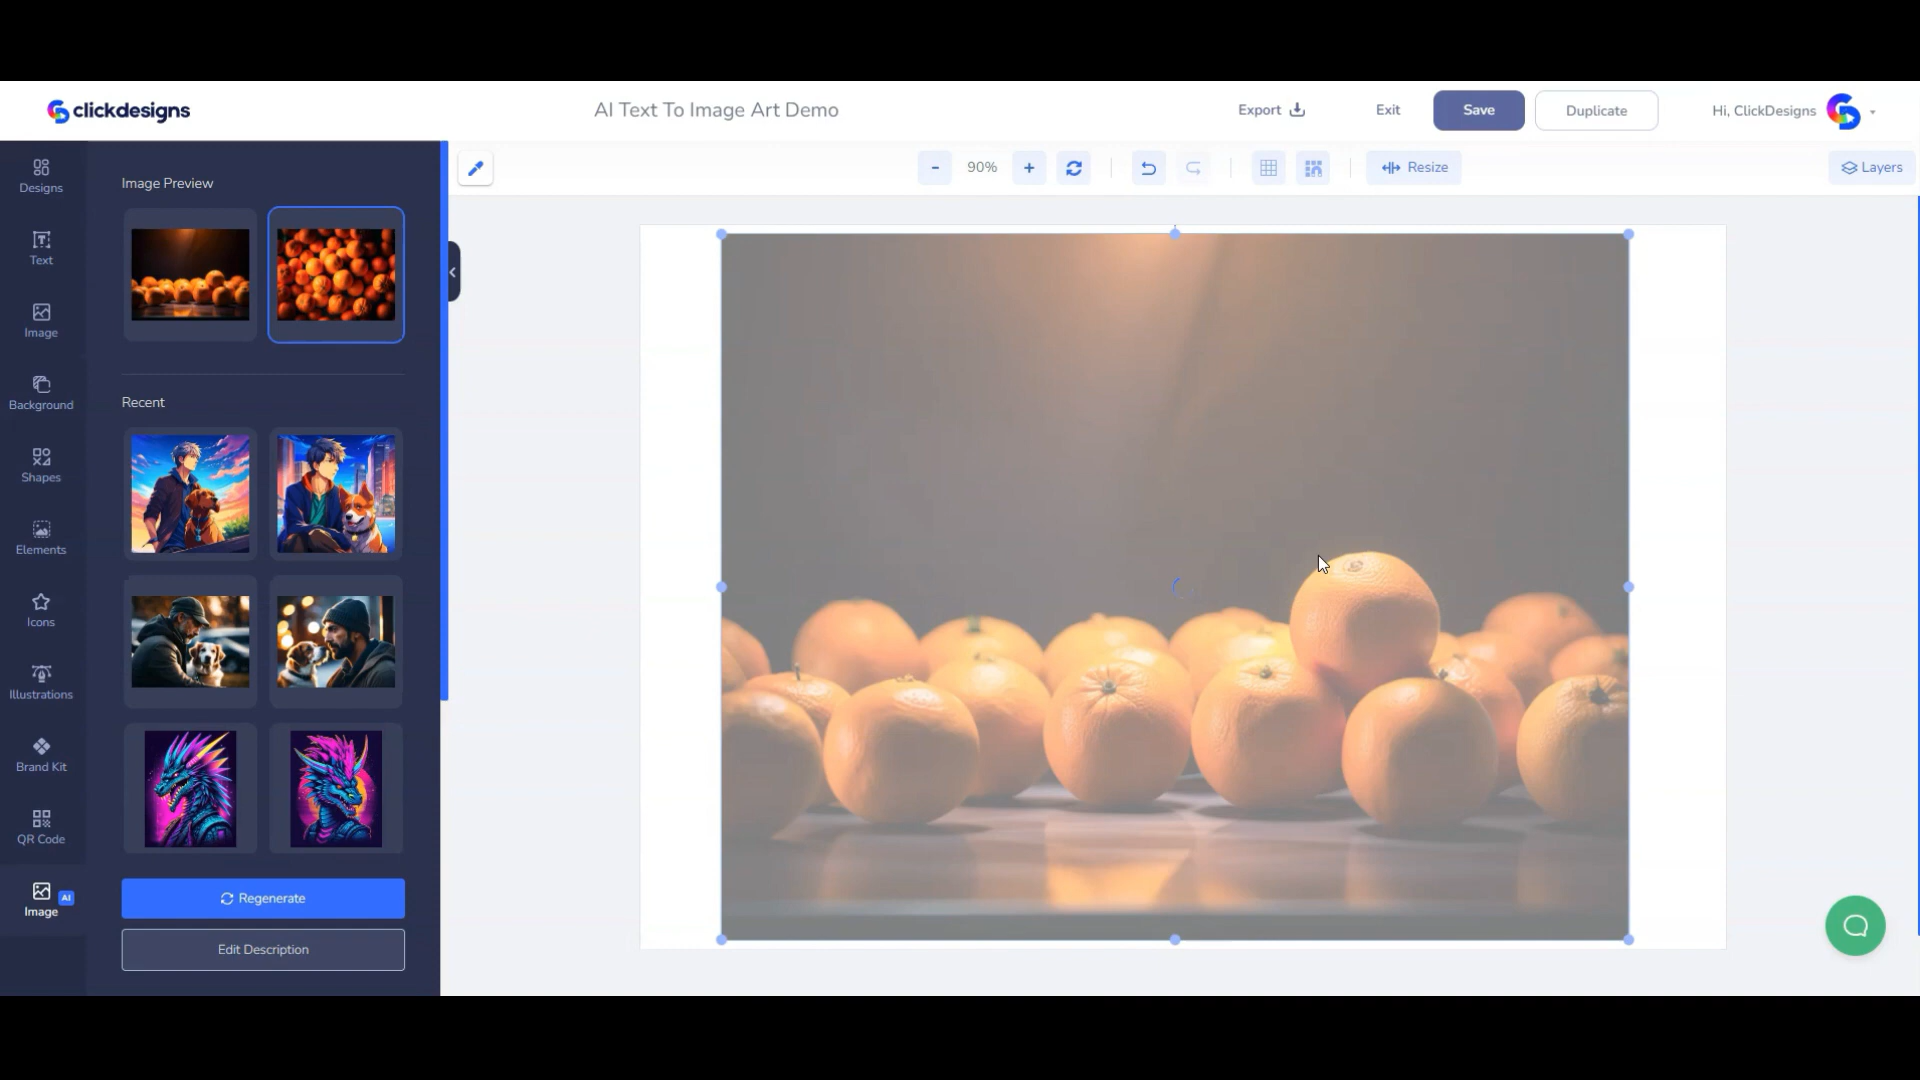 clickdesigns
AI Text To Image Art Demo
Export
Exit
Save
Duplicate
Hi, ClickDesigns
- 90% +
Resize
Layers
Designs
Text
Image
Background
Shapes
Elements
Icons
Illustrations
Brand Kit
QR Code
Image AI
Image Preview
Recent
Regenerate
Edit Description